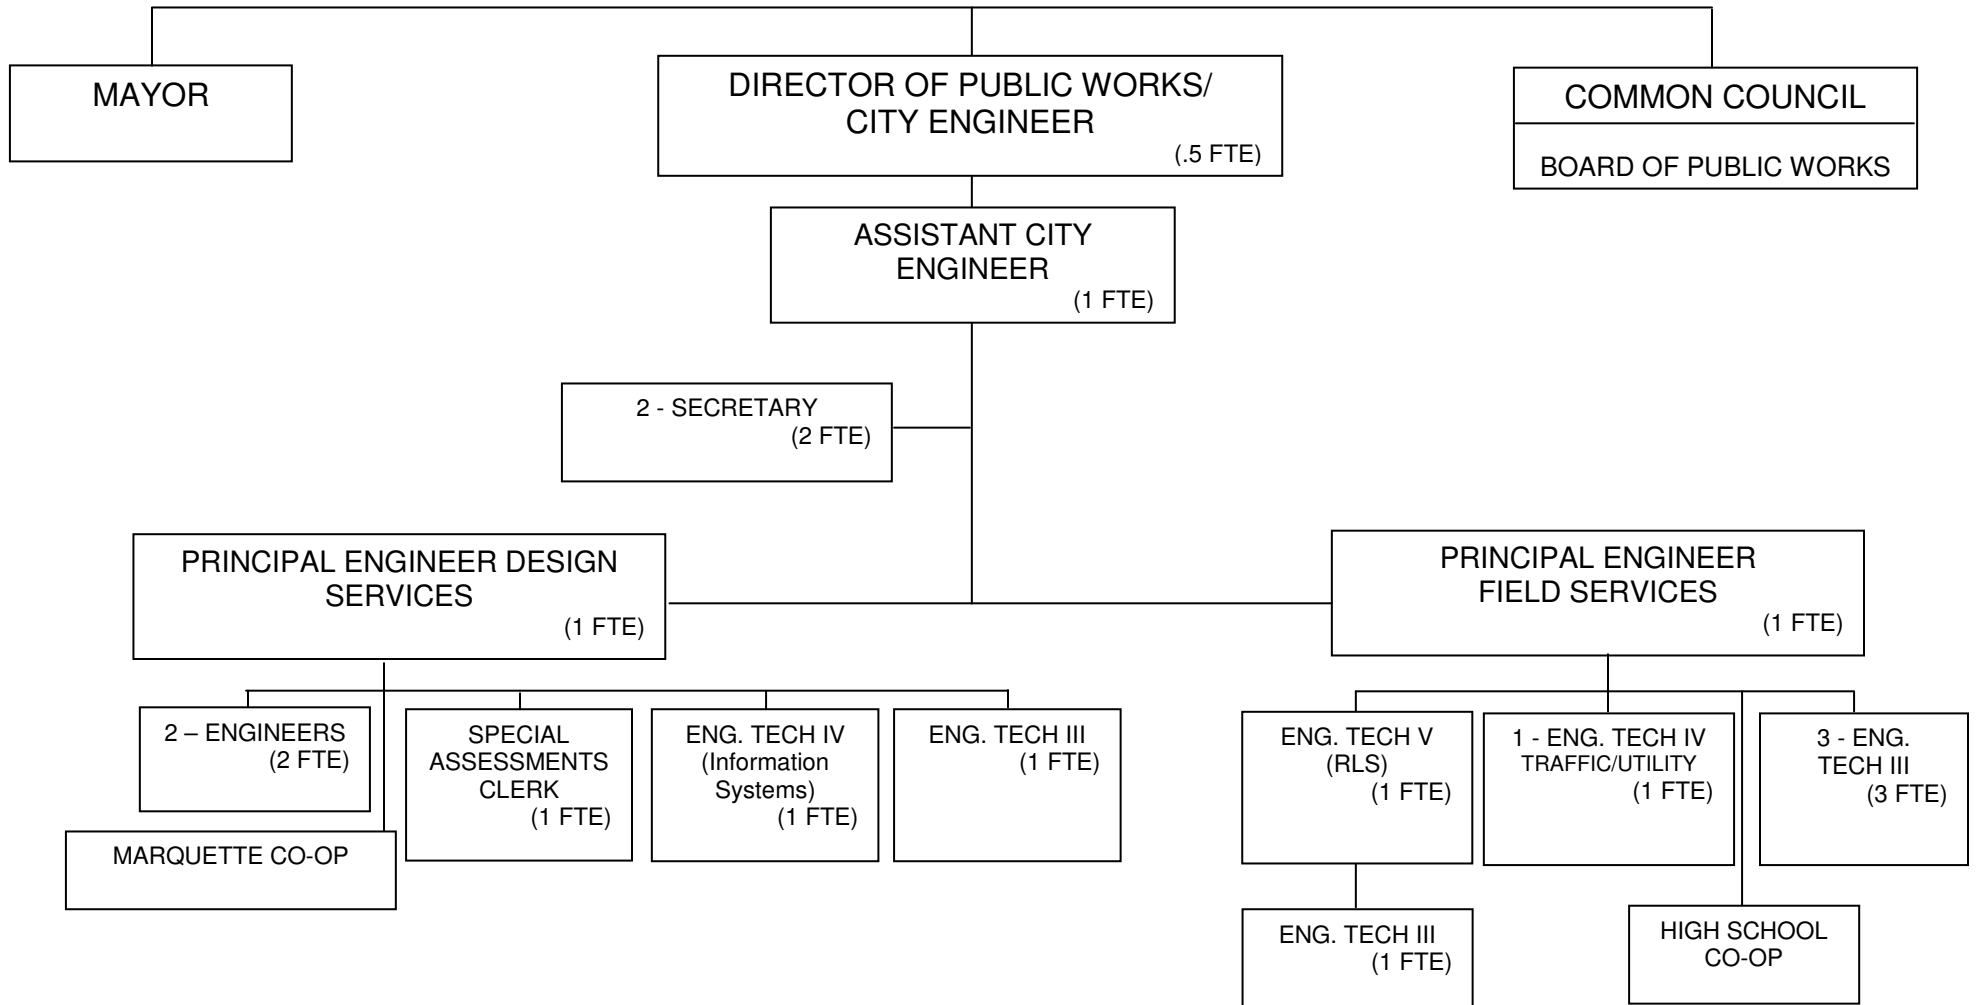 MAYOR
DIRECTOR OF PUBLIC WORKS/
CITY ENGINEER
(.5 FTE)
COMMON COUNCIL
BOARD OF PUBLIC WORKS
ASSISTANT CITY
ENGINEER
(1 FTE)
2 - SECRETARY
(2 FTE)
PRINCIPAL ENGINEER DESIGN
SERVICES
(1 FTE)
PRINCIPAL ENGINEER
FIELD SERVICES
(1 FTE)
2 – ENGINEERS
(2 FTE)
SPECIAL
ASSESSMENTS
CLERK
(1 FTE)
ENG. TECH IV
(Information
Systems)
(1 FTE)
ENG. TECH III
(1 FTE)
ENG. TECH V
(RLS)
(1 FTE)
1 - ENG. TECH IV
TRAFFIC/UTILITY
(1 FTE)
3 - ENG.
TECH III
(3 FTE)
MARQUETTE CO-OP
ENG. TECH III
(1 FTE)
HIGH SCHOOL
CO-OP